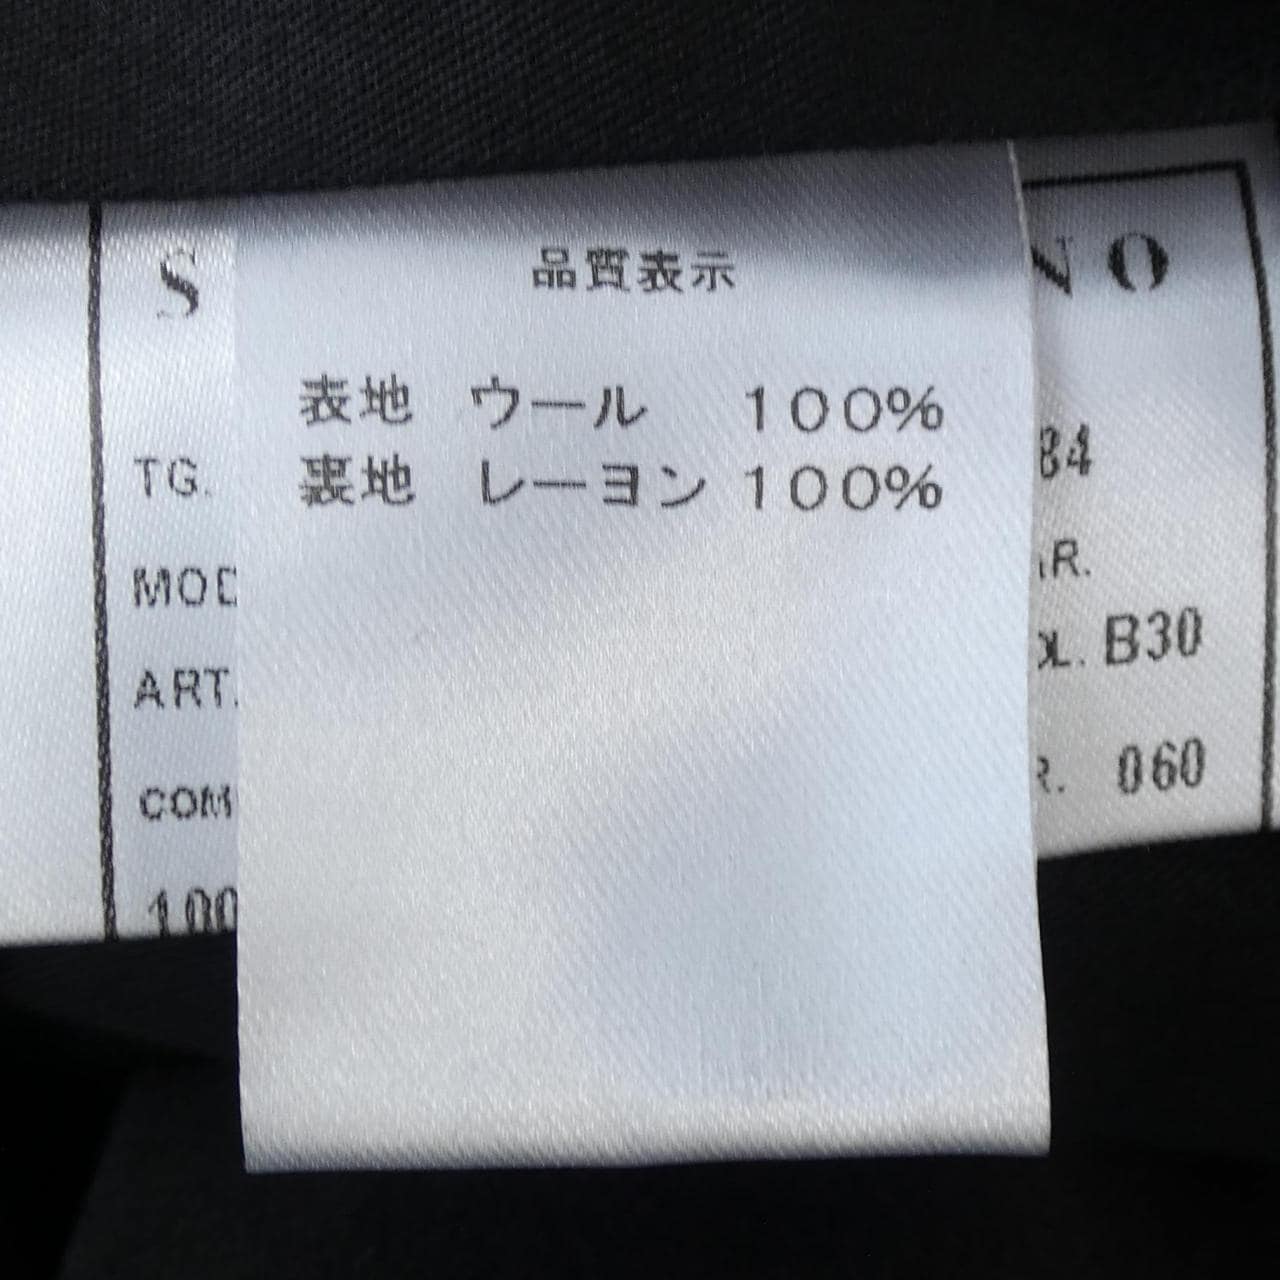 品質表示
表地 ウール 100%
裏地 レーヨン 100%
S NO
TG. 84
MOD
ART. B30
COM 060
100